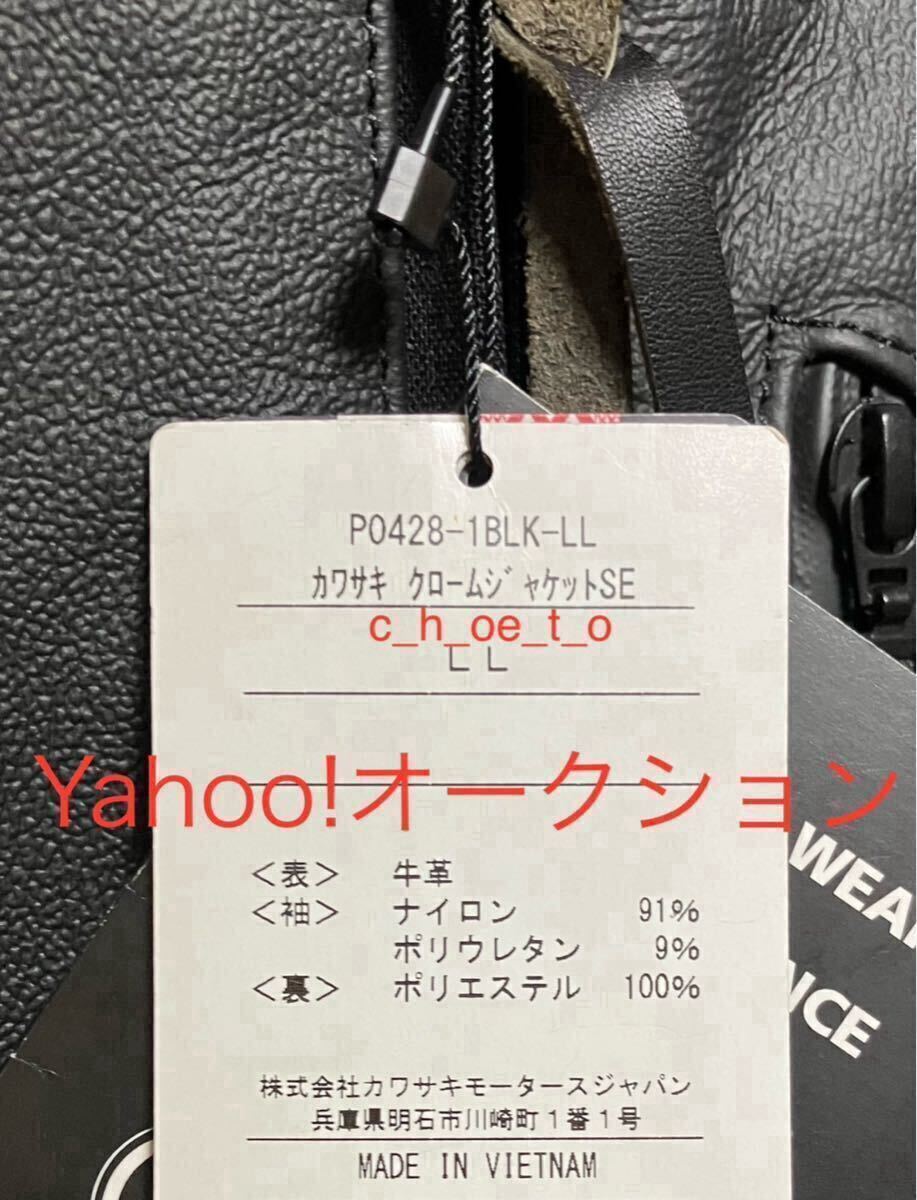 PO428-1BLK-LL
カワサキ クロームジャケットSE
c_h_oe_t_o
LL
Yahoo!オークション
<表> 牛革
<袖> ナイロン 91%
ポリウレタン 9%
<裏> ポリエステル 100%
株式会社カワサキモータースジャパン
兵庫県明石市川崎町1番1号
MADE IN VIETNAM